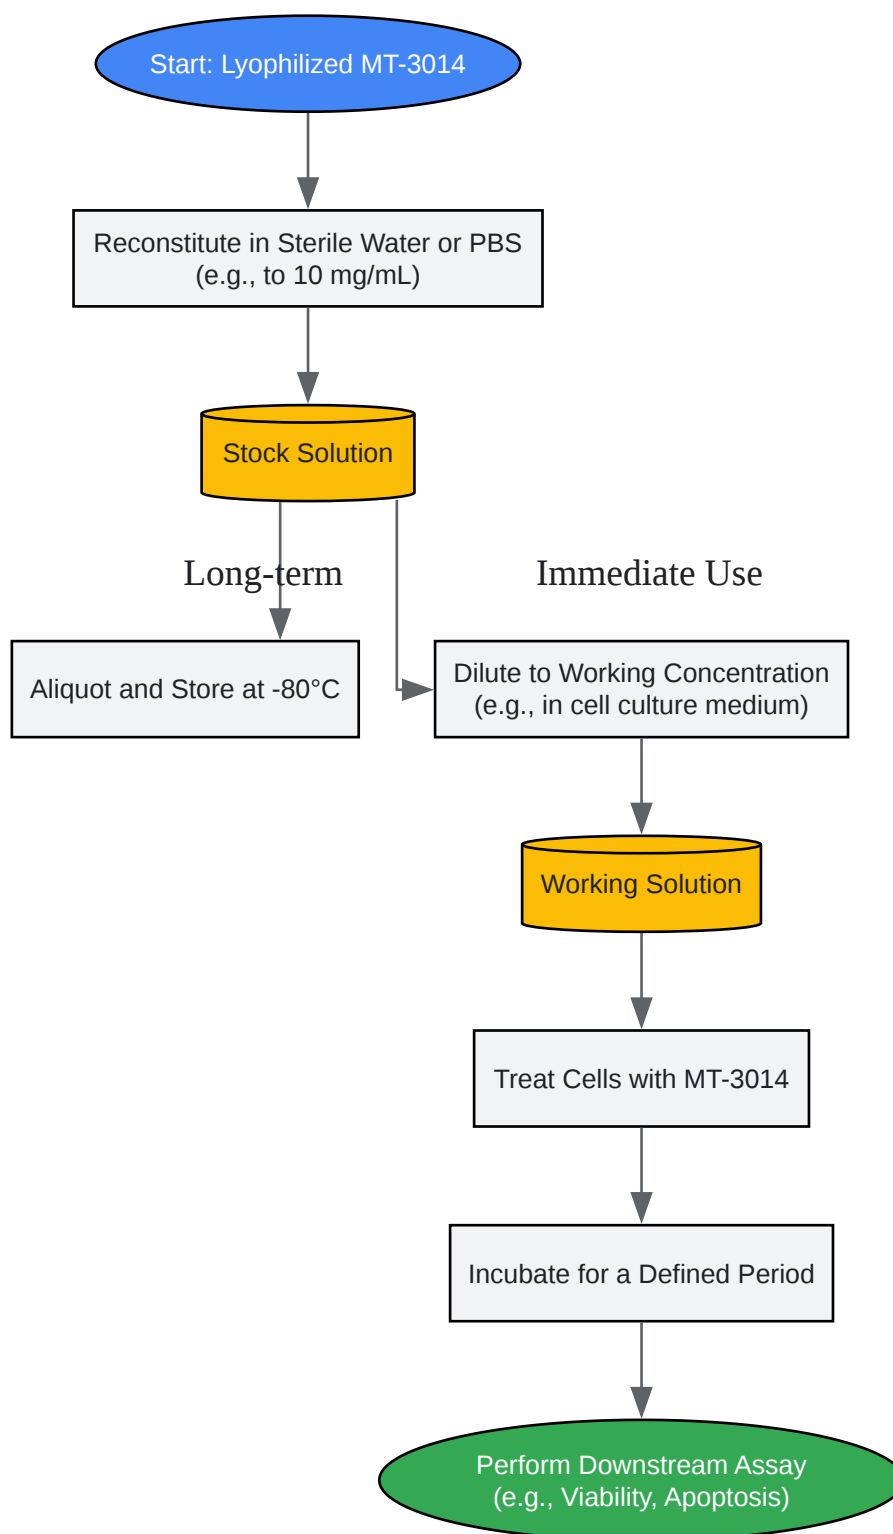 Start: Lyophilized MT-3014
Reconstitute in Sterile Water or PBS
(e.g., to 10 mg/mL)
Stock Solution
Long-term
Immediate Use
Aliquot and Store at -80°C
Dilute to Working Concentration
(e.g., in cell culture medium)
Working Solution
Treat Cells with MT-3014
Incubate for a Defined Period
Perform Downstream Assay
(e.g., Viability, Apoptosis)